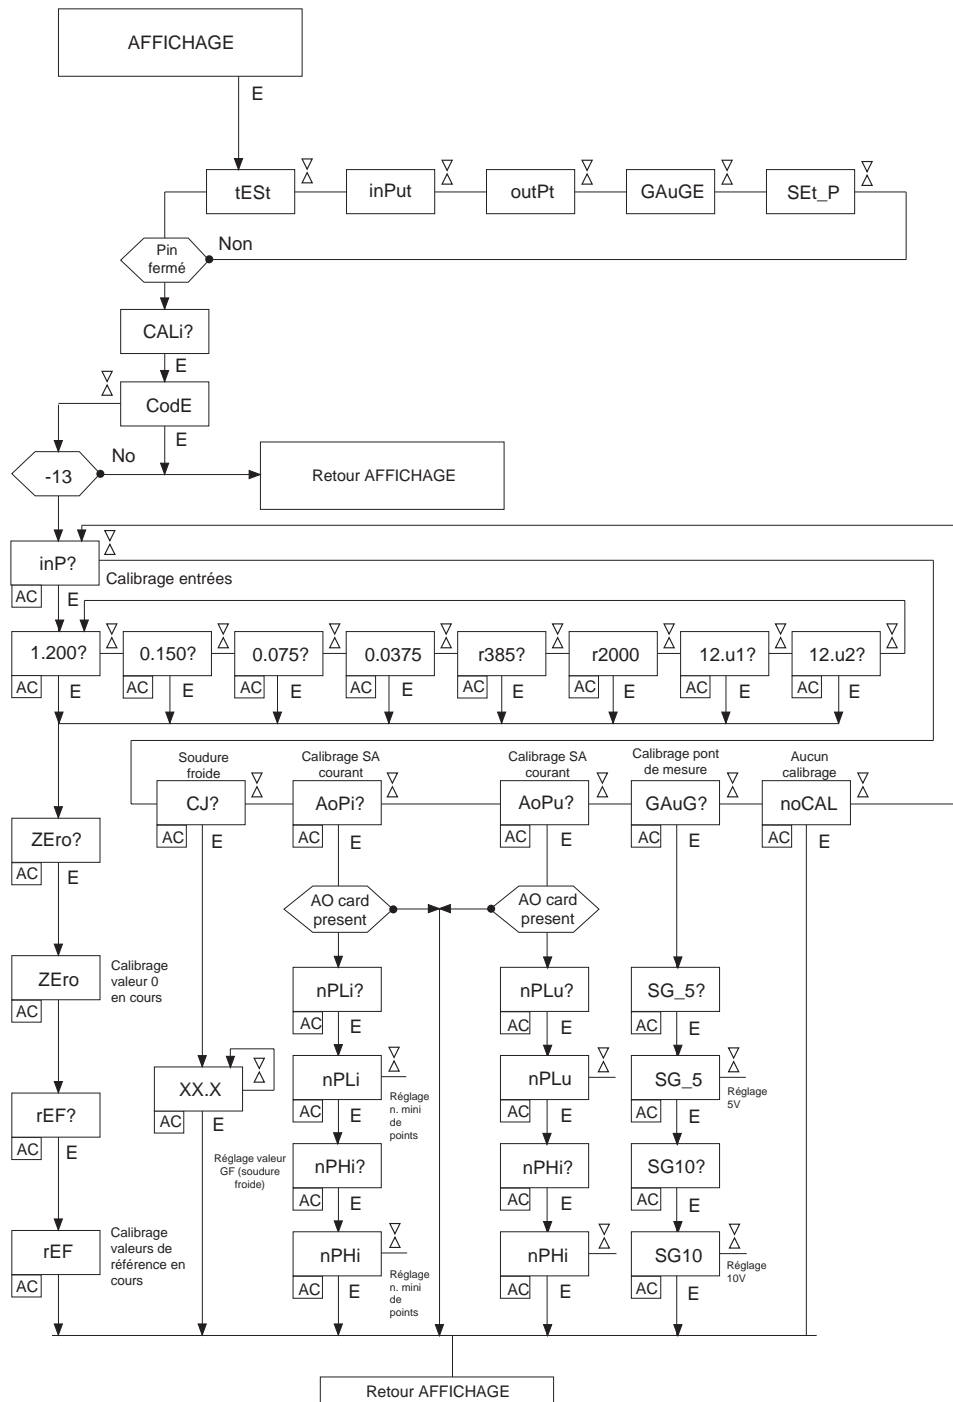 AFFICHAGE
E
tESt
inPut
outPt
GAuGE
SEt_P
Pin
fermé
Non
CALi?
E
CodE
E
-13
No
Retour AFFICHAGE
inP?
AC
E
Calibrage entrées
1.200?
0.150?
0.075?
0.0375
r385?
r2000
12.u1?
12.u2?
AC
E
AC
E
AC
E
AC
E
AC
E
AC
E
AC
E
AC
E
Soudure
froide
Calibrage SA
courant
Calibrage SA
courant
Calibrage pont
de mesure
Aucun
calibrage
CJ?
AoPi?
AoPu?
GAuG?
noCAL
AC
E
AC
E
AC
E
AC
E
AC
E
ZEro?
AC
E
AO card
present
AO card
present
ZEro
AC
Calibrage
valeur 0
en cours
nPLi?
AC
E
nPLu?
AC
E
SG_5?
AC
E
XX.X
AC
E
nPLi
AC
E
Réglage
n. mini
de
points
nPLu
AC
E
SG_5
AC
E
Réglage
5V
rEF?
AC
E
Réglage valeur
GF (soudure
froide)
nPHi?
AC
E
nPHi?
AC
E
SG10?
AC
E
rEF
AC
Calibrage
valeurs de
référence en
cours
nPHi
AC
E
Réglage
n. mini
de
points
nPHi
AC
E
SG10
AC
E
Réglage
10V
Retour AFFICHAGE